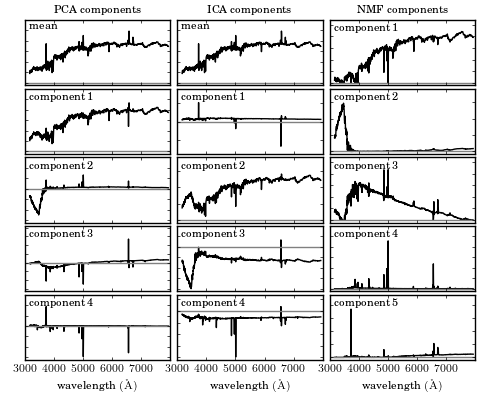 PCA components ICA components NMF components
mean mean component 1
component 1 component 1 component 2
component 2 component 2 component 3
component 3 component 3 component 4
component 4 component 4 component 5
3000 4000 5000 6000 7000 3000 4000 5000 6000 7000 3000 4000 5000 6000 7000
wavelength (Å) wavelength (Å) wavelength (Å)